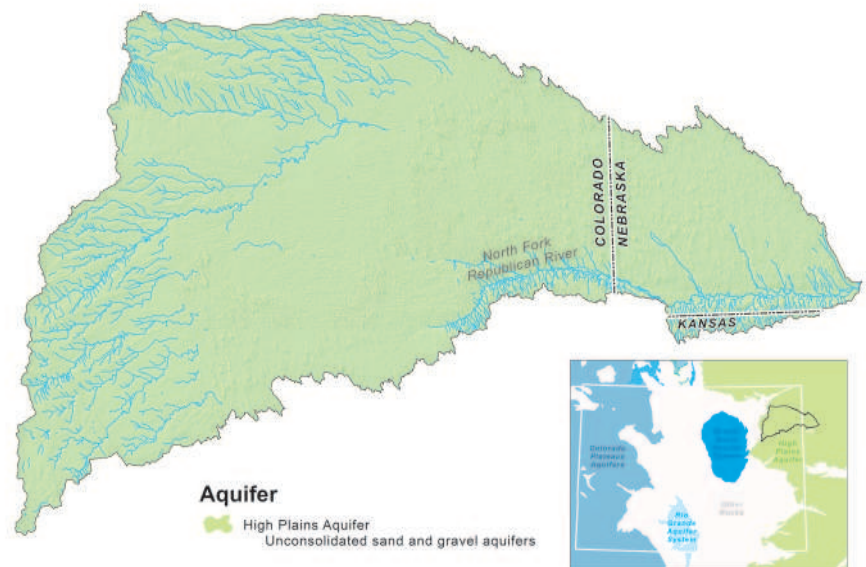 COLORADO
NEBRASKA
North Fork
Republican River
KANSAS
Aquifer
High Plains Aquifer
Unconsolidated sand and gravel aquifers
Colorado
Plateaus
Aquifers
High
Plains
Aquifer
Other
Rocks
Rio
Grande
Aquifer
System